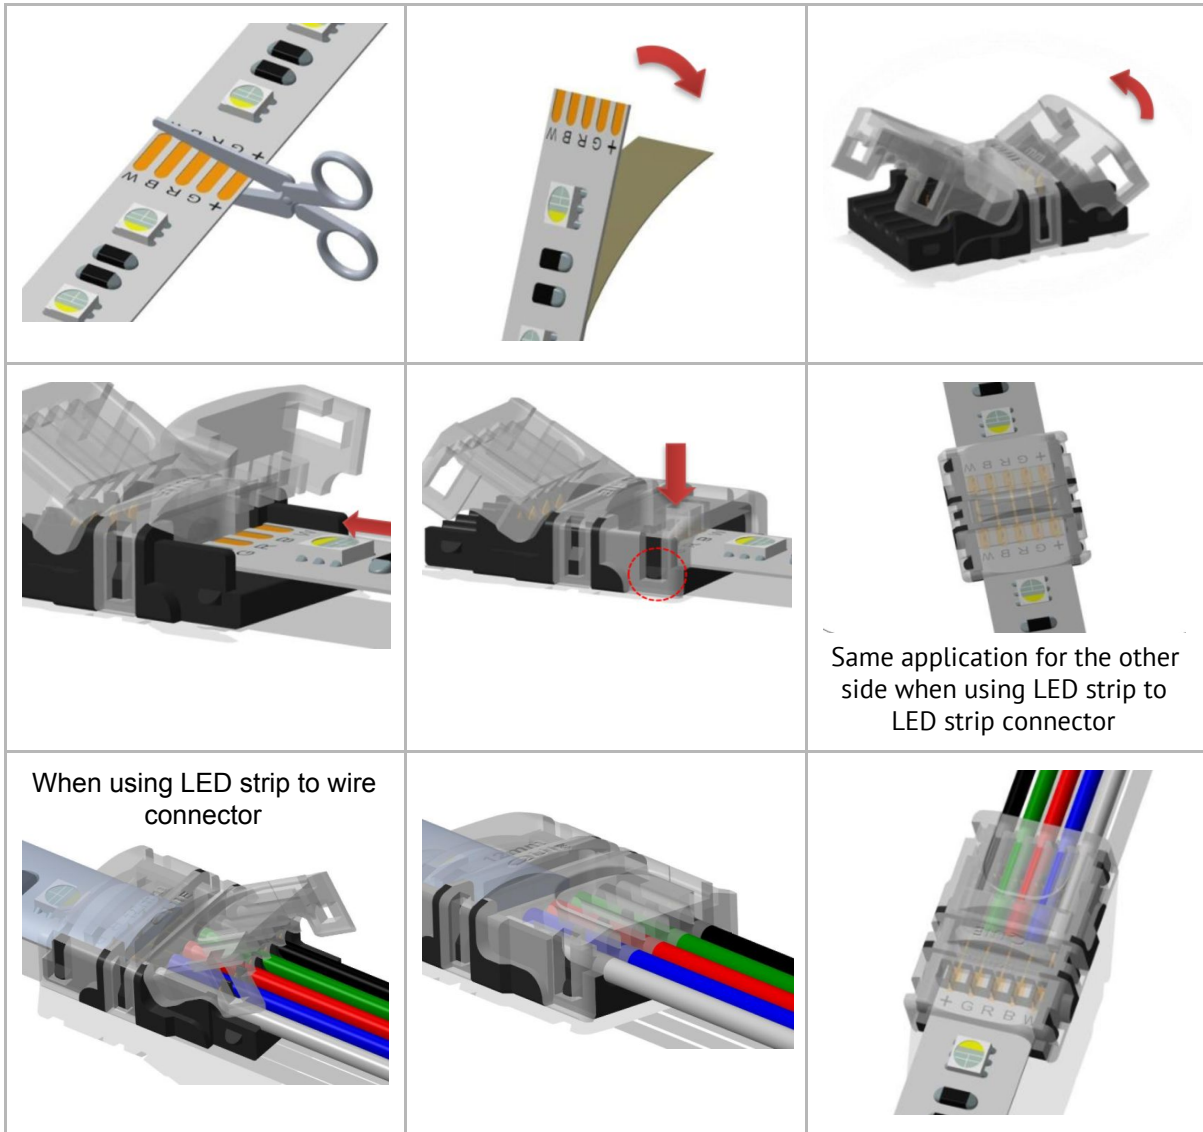 + G R B W
+ G R B W
+ G R B W
Same application for the other
side when using LED strip to
LED strip connector
+ G R B W
+ G R B W
When using LED strip to wire
connector
12mm
+ G R B W